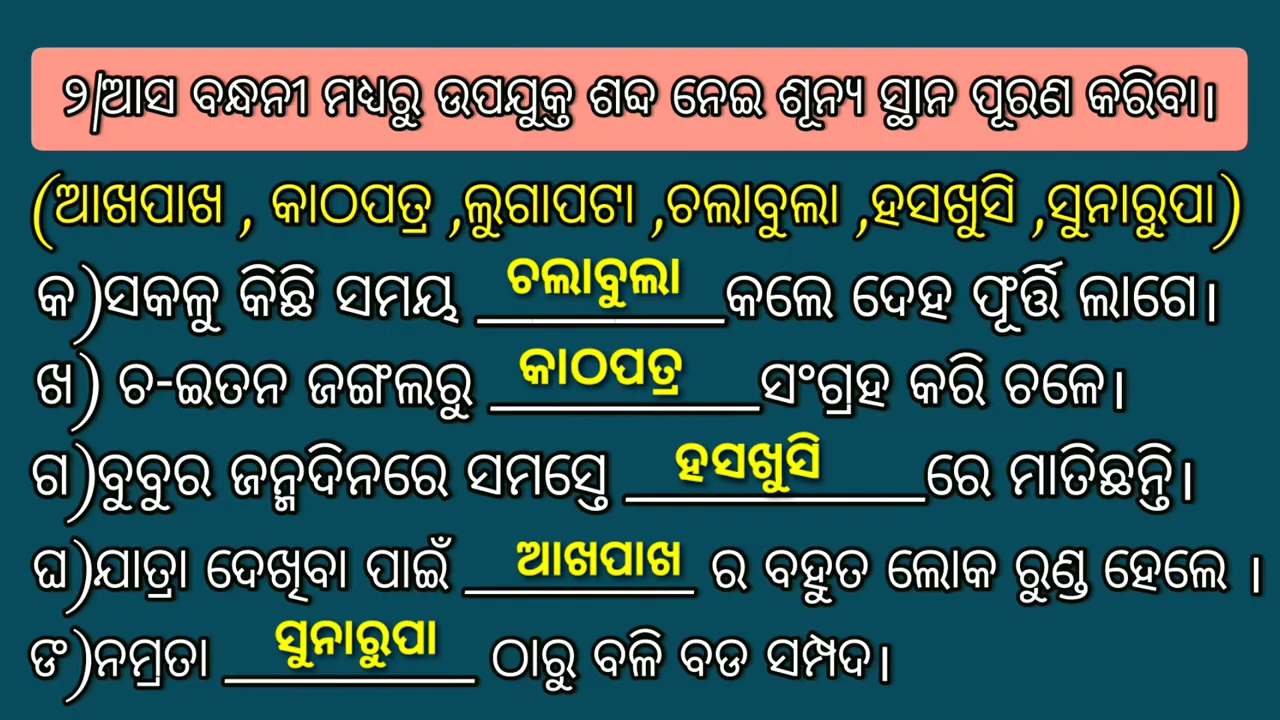 ୨/ଆସ ବନ୍ଧନୀ ମଧ୍ୟରୁ ଉପଯୁକ୍ତ ଶବ୍ଦ ନେଇ ଶୂନ୍ୟ ସ୍ଥାନ ପୂରଣ କରିବା।
(ଆଖପାଖ , କାଠପତ୍ର ,ଲୁଗାପଟା ,ଚଲାବୁଲା ,ହସଖୁସି ,ସୁନାରୁପା)
କ)ସକଳୁ କିଛି ସମୟ ଚଲାବୁଲା କଲେ ଦେହ ଫୂର୍ତ୍ତି ଲାଗେ।
ଖ) ଚ-ଇତନ ଜଙ୍ଗଲରୁ କାଠପତ୍ର ସଂଗ୍ରହ କରି ଚଳେ।
ଗ)ବୁବୁର ଜନ୍ମଦିନରେ ସମସ୍ତେ ହସଖୁସି ରେ ମାତିଛନ୍ତି।
ଘ)ଯାତ୍ରା ଦେଖିବା ପାଇଁ ଆଖପାଖ ର ବହୁତ ଲୋକ ରୁଣ୍ଡ ହେଲେ ।
ଙ)ନମ୍ରତା ସୁନାରୁପା ଠାରୁ ବଳି ବଡ ସମ୍ପଦ।